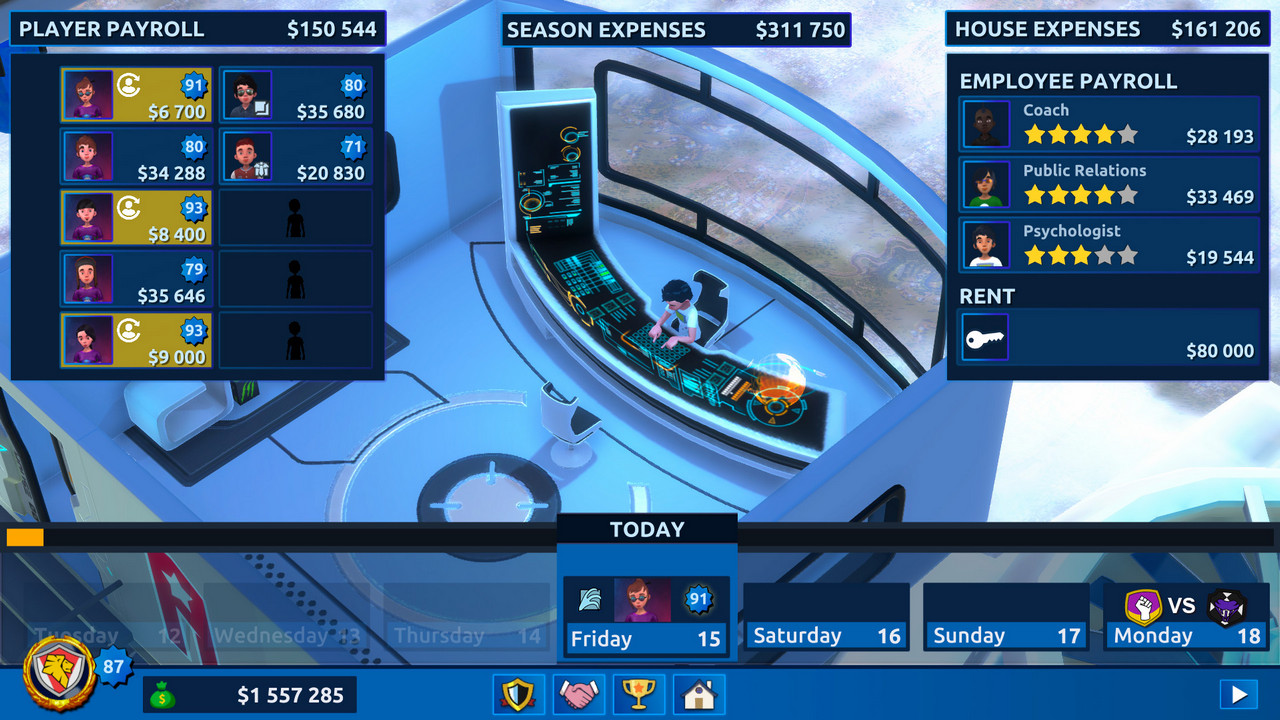 PLAYER PAYROLL $150 544
SEASON EXPENSES $311 750
HOUSE EXPENSES $161 206
91 $6 700
80 $35 680
80 $34 288
71 $20 830
93 $8 400
79 $35 646
93 $9 000
EMPLOYEE PAYROLL
Coach
$28 193
Public Relations
$33 469
Psychologist
$19 544
RENT
$80 000
TODAY
91
Tuesday 12
Wednesday 13
Thursday 14
Friday 15
Saturday 16
Sunday 17
VS
Monday 18
87
$1 557 285